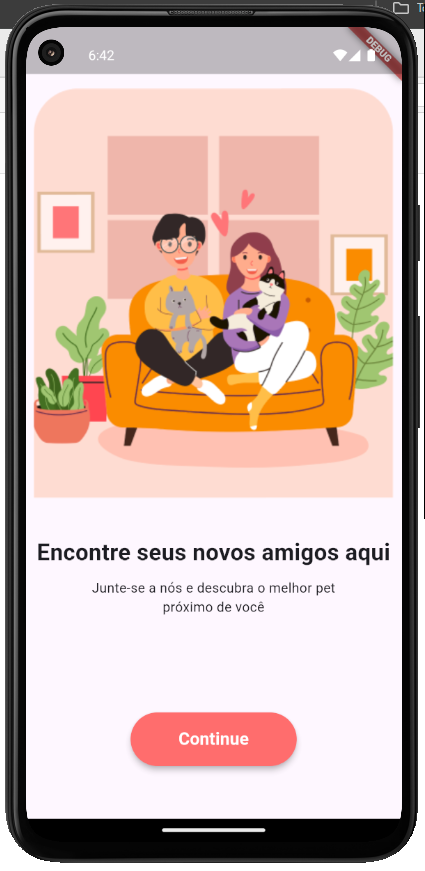 6:42
DEBUG
Encontre seus novos amigos aqui
Junte-se a nós e descubra o melhor pet
próximo de você
Continue